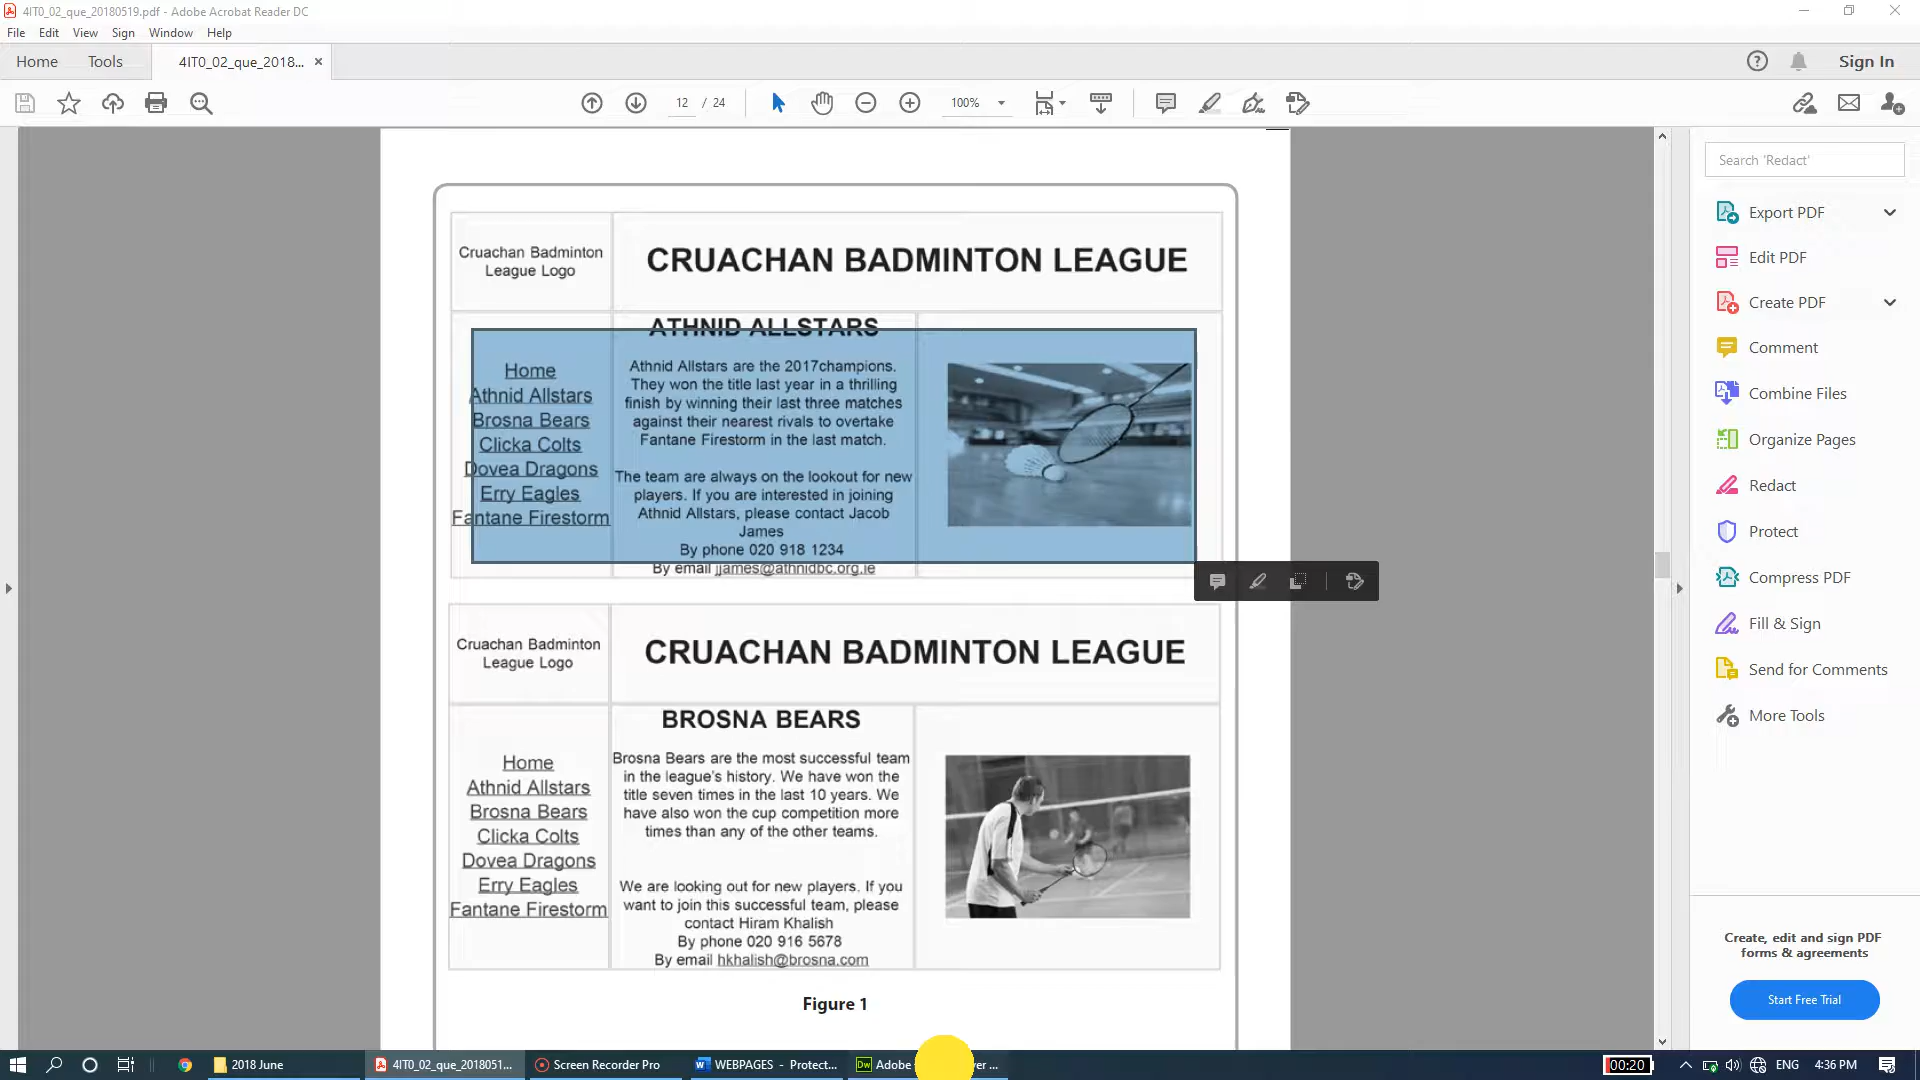 4IT0_02_que_20180519.pdf - Adobe Acrobat Reader DC
File Edit View Sign Window Help
Home Tools 4IT0_02_que_2018... × Sign In
12 / 24 100%
Search 'Redact'
Export PDF
Edit PDF
Create PDF
Comment
Combine Files
Organize Pages
Redact
Protect
Compress PDF
Fill & Sign
Send for Comments
More Tools
Create, edit and sign PDF
forms & agreements
Start Free Trial
Cruachan Badminton
League Logo
CRUACHAN BADMINTON LEAGUE
Home
Athnid Allstars
Brosna Bears
Clicka Colts
Dovea Dragons
Erry Eagles
Fantane Firestorm
ATHNID ALLSTARS
Athnid Allstars are the 2017champions.
They won the title last year in a thrilling
finish by winning their last three matches
against their nearest rivals to overtake
Fantane Firestorm in the last match.
The team are always on the lookout for new
players. If you are interested in joining
Athnid Allstars, please contact Jacob
James
By phone 020 918 1234
By email jjames@athnidbc.org.ie
Cruachan Badminton
League Logo
CRUACHAN BADMINTON LEAGUE
Home
Athnid Allstars
Brosna Bears
Clicka Colts
Dovea Dragons
Erry Eagles
Fantane Firestorm
BROSNA BEARS
Brosna Bears are the most successful team
in the league's history. We have won the
title seven times in the last 10 years. We
have also won the cup competition more
times than any of the other teams.
We are looking out for new players. If you
want to join this successful team, please
contact Hiram Khalish
By phone 020 916 5678
By email hkhalish@brosna.com
Figure 1
2018 June 4IT0_02_que_2018051... Screen Recorder Pro WEBPAGES - Protect... Dw Adobe ver ... 00:20 ENG 4:36 PM